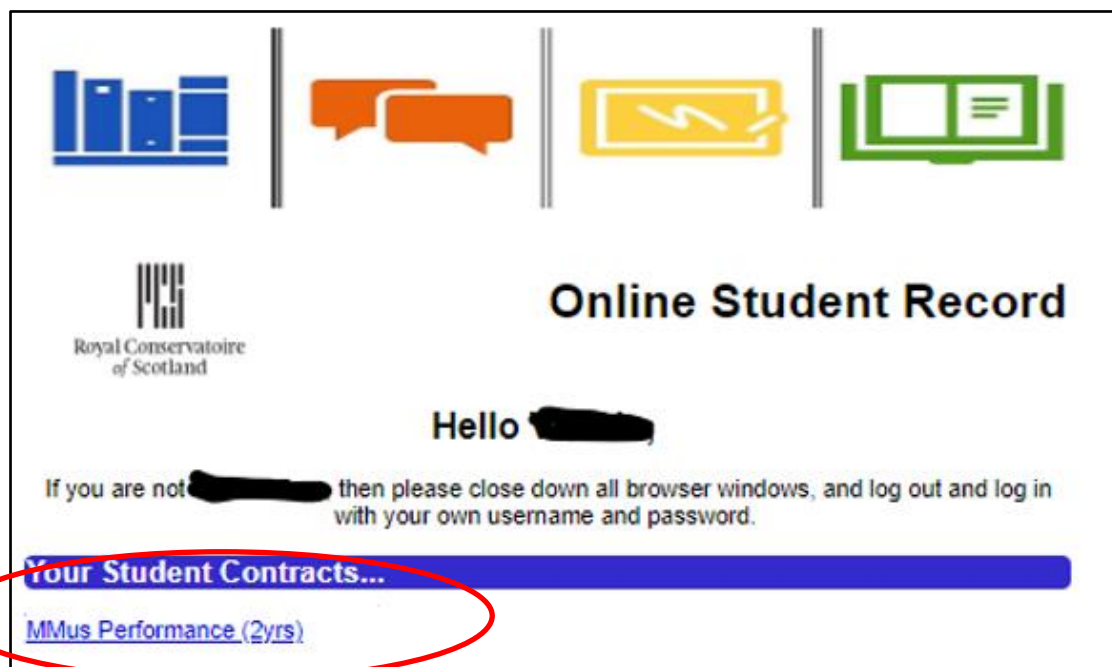 Royal Conservatoire
of Scotland
Online Student Record
Hello
If you are not then please close down all browser windows, and log out and log in
with your own username and password.
Your Student Contracts...
MMus Performance (2yrs)